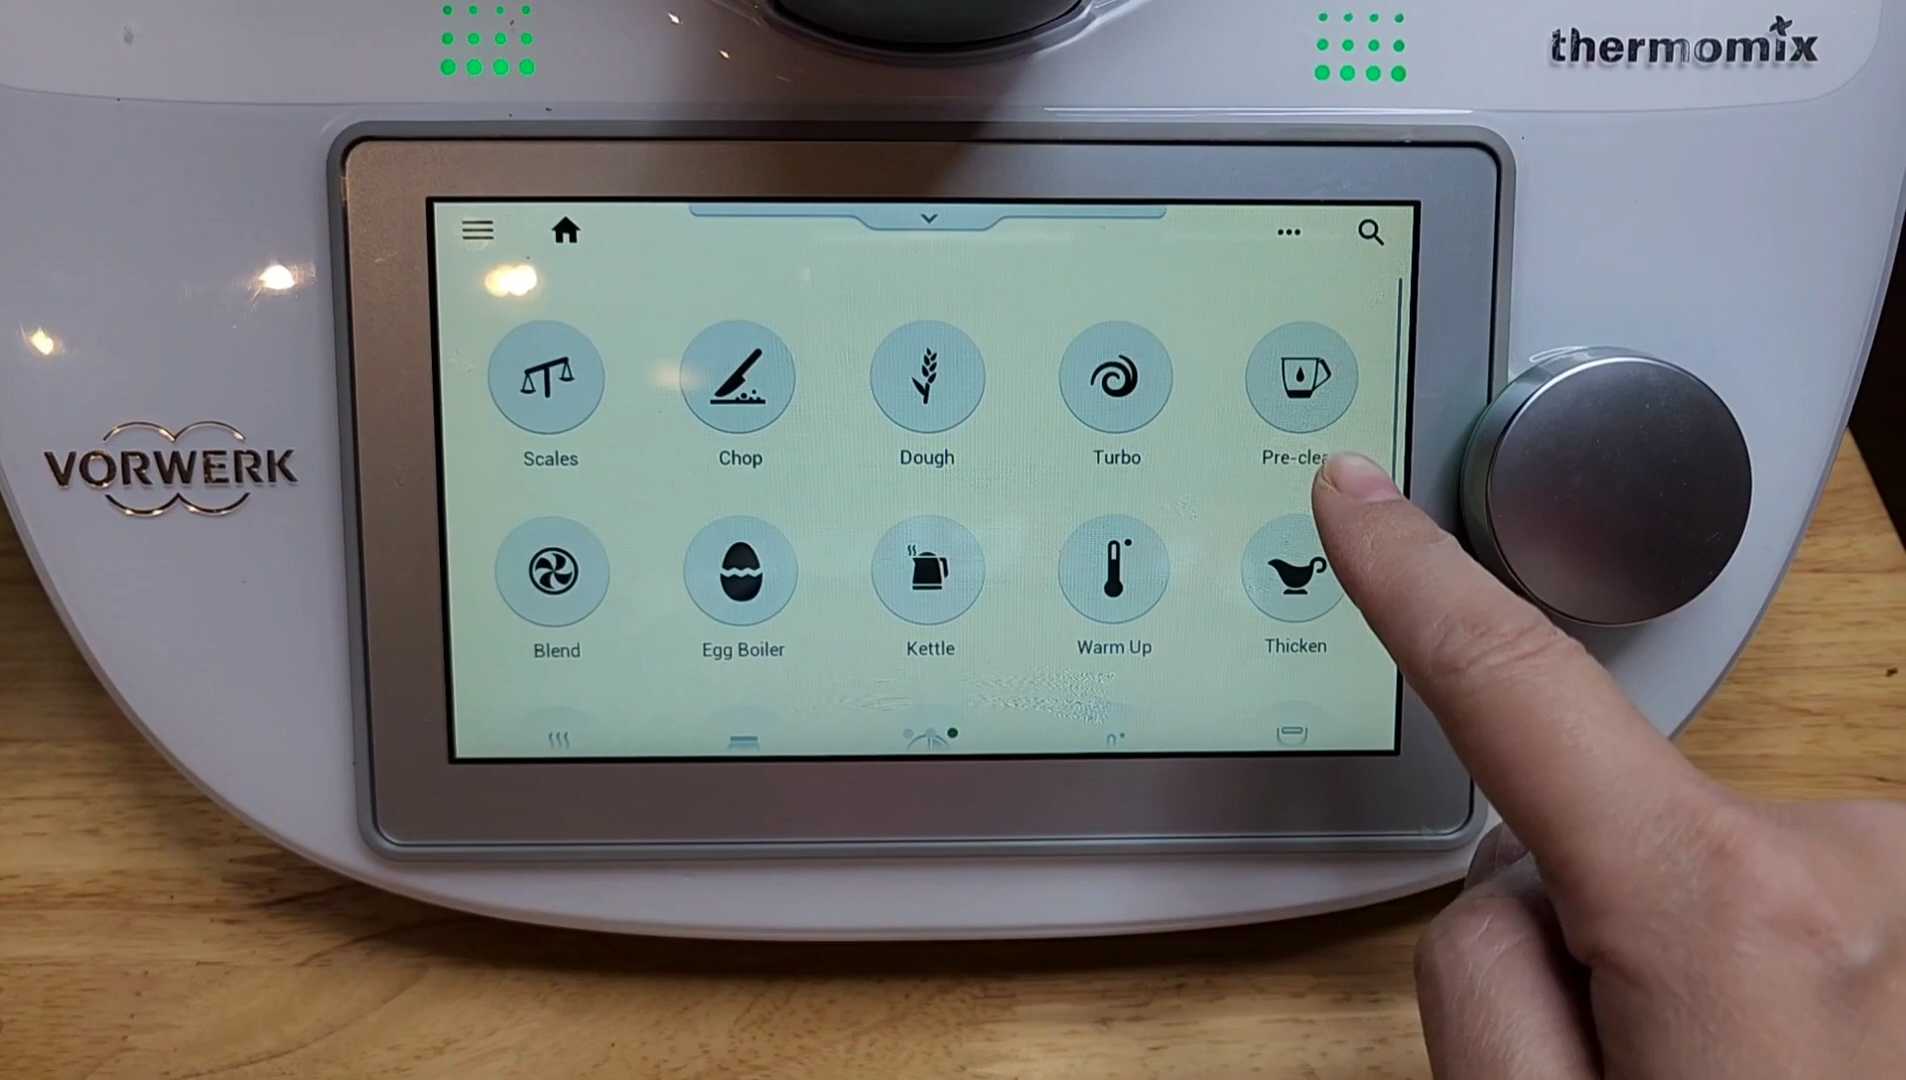 thermomix
VORWERK
Scales Chop Dough Turbo Pre-clea
Blend Egg Boiler Kettle Warm Up Thicken